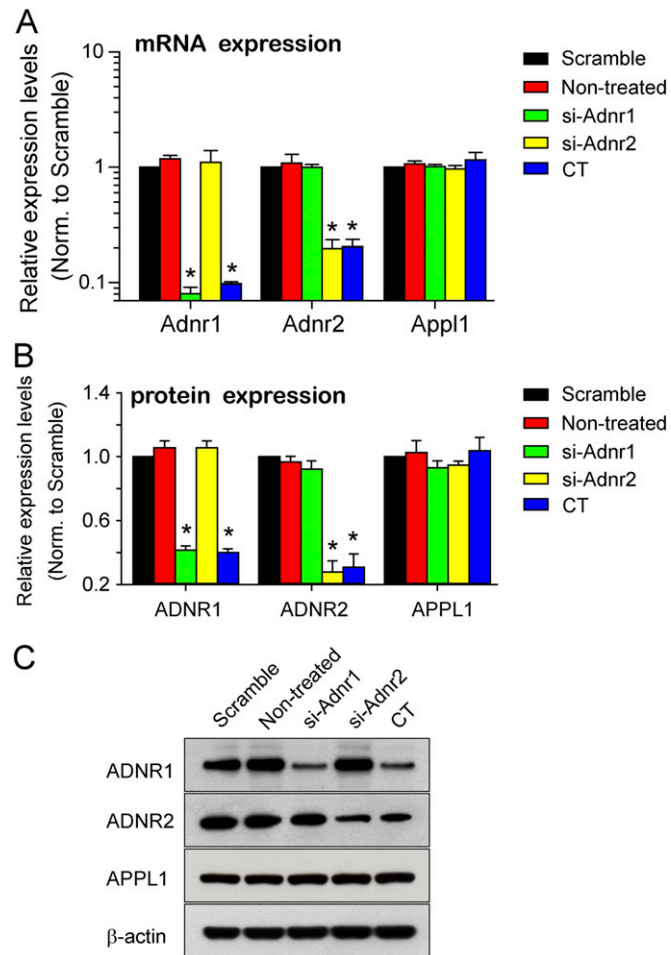 A
mRNA expression
Relative expression levels
(Norm. to Scramble)
10
1
0.1
* * * *
Adnr1 Adnr2 Appl1
Scramble
Non-treated
si-Adnr1
si-Adnr2
CT
B
protein expression
Relative expression levels
(Norm. to Scramble)
1.4
1.0
0.6
0.2
* * * *
ADNR1 ADNR2 APPL1
Scramble
Non-treated
si-Adnr1
si-Adnr2
CT
C
Scramble Non-treated si-Adnr1 si-Adnr2 CT
ADNR1
ADNR2
APPL1
β-actin